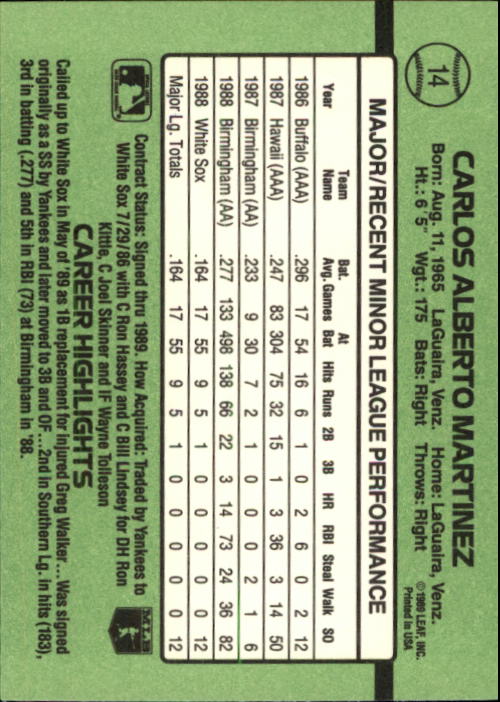 14
CARLOS ALBERTO MARTINEZ
Born: Aug. 11, 1965 LaGuaira, Venz. Home: LaGuaira, Venz.
Ht.: 6' 5" Wgt.: 175 Bats: Right Throws: Right
©1989 LEAF, INC.
Printed in USA
MAJOR/RECENT MINOR LEAGUE PERFORMANCE
Year Team Name Bat. Avg. Games At Bat Hits Runs 2B 3B HR RBI Steal Walk SO
1986 Buffalo (AAA) .296 17 54 16 6 1 0 2 6 0 2 12
1987 Hawaii (AAA) .247 83 304 75 32 15 1 3 36 3 14 50
1987 Birmingham (AA) .233 9 30 7 2 1 0 0 0 2 1 6
1988 Birmingham (AA) .277 133 498 138 66 22 3 14 73 24 36 82
1988 White Sox .164 17 55 9 5 1 0 0 0 1 0 12
Major Lg. Totals .164 17 55 9 5 1 0 0 0 1 0 12
Contract Status: Signed thru 1989. How Acquired: Traded by Yankees to
White Sox 7/29/86 with C Ron Hassey and C Bill Lindsey for DH Ron
Kittle, C Joel Skinner and IF Wayne Tolleson
MLB
CAREER HIGHLIGHTS
Called up to White Sox in May of '89 as 1B replacement for injured Greg Walker ... Was signed
originally as a SS by Yankees and later moved to 3B and OF ... 2nd in Southern Lg. in hits (183),
3rd in batting (.277) and 5th in RBI (73) at Birmingham in '88.